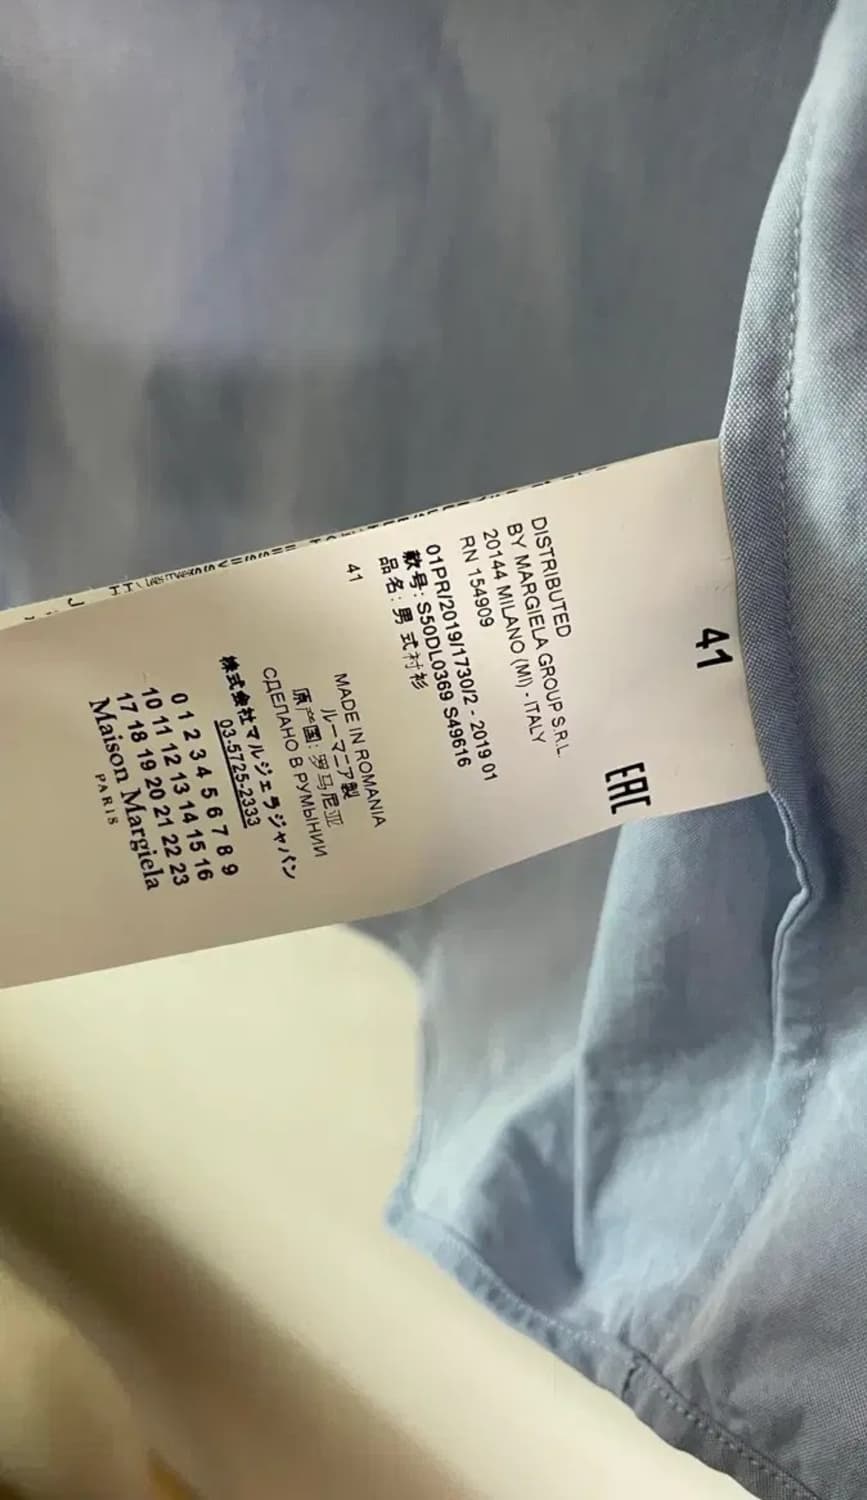 41
EAC
DISTRIBUTED
BY MARGIELA GROUP S.R.L.
20144 MILANO (MI) - ITALY
RN 154909
01PR/2019/1730/2 - 2019 01
款号: S50DL0369 S49616
品名: 男 式衬衫
41
MADE IN ROMANIA
ルーマニア製
原产国: 罗马尼亚
СДЕЛАНО В РУМЫНИИ
株式会社マルジェラジャパン
03-5725-2333
0 1 2 3 4 5 6 7 8 9
10 11 12 13 14 15 16
17 18 19 20 21 22 23
Maison Margiela
PARIS